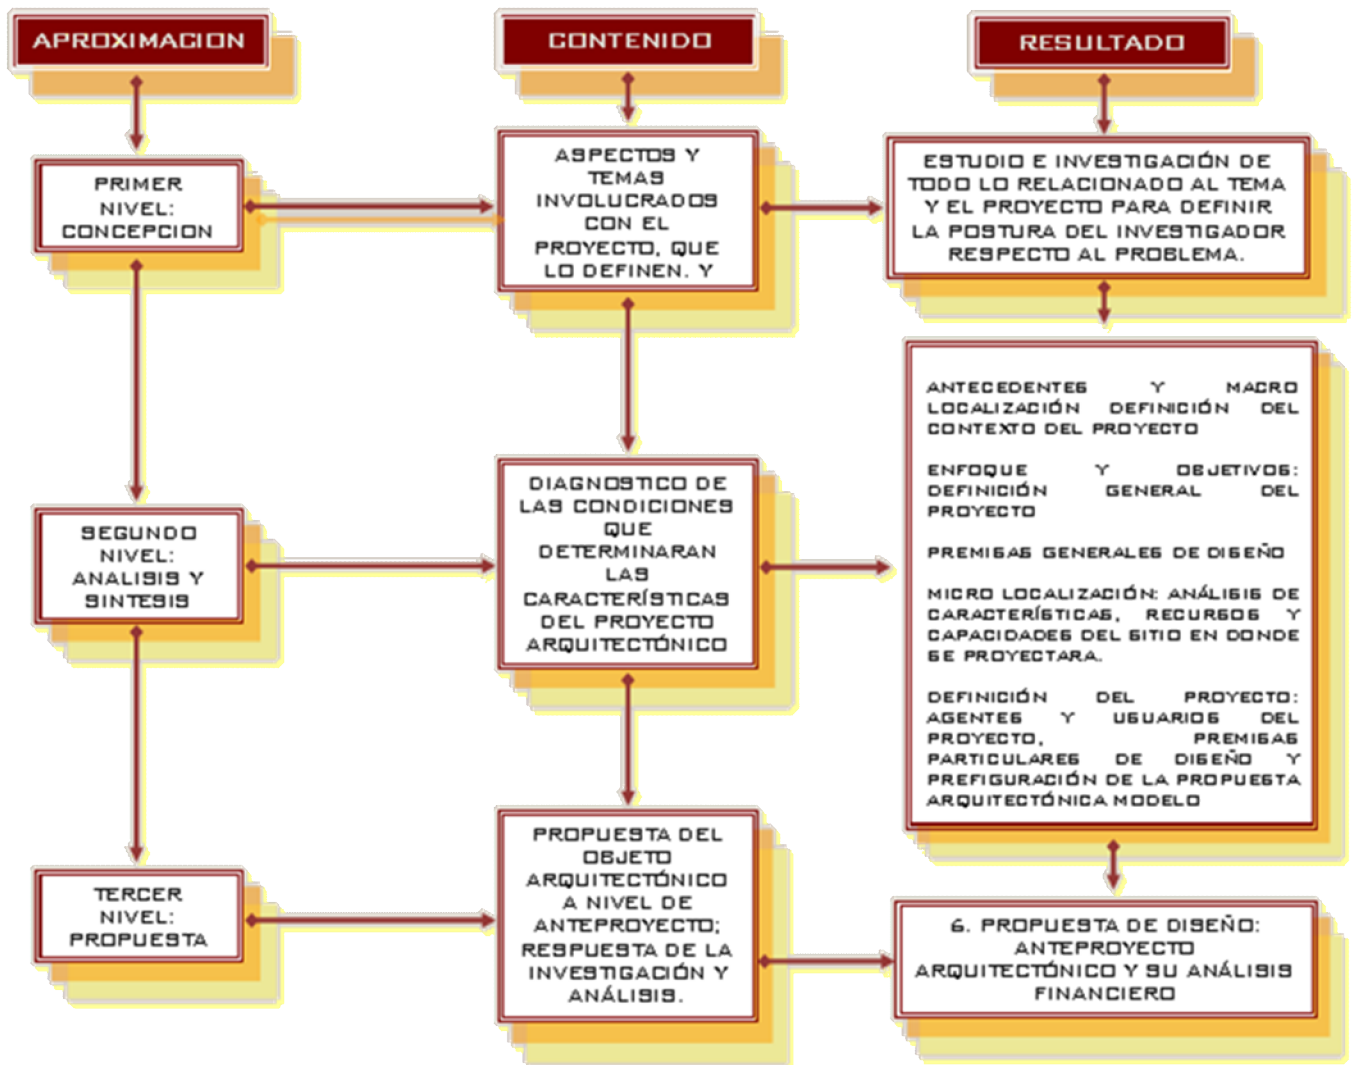 APROXIMACION
CONTENIDO
RESULTADO
PRIMER
NIVEL:
CONCEPCION
ASPECTOS Y
TEMAS
INVOLUCRADOS
CON EL
PROYECTO, QUE
LO DEFINEN. Y
ESTUDIO E INVESTIGACIÓN DE
TODO LO RELACIONADO AL TEMA
Y EL PROYECTO PARA DEFINIR
LA POSTURA DEL INVESTIGADOR
RESPECTO AL PROBLEMA.
SEGUNDO
NIVEL:
ANALISIS Y
SINTESIS
DIAGNOSTICO DE
LAS CONDICIONES
QUE
DETERMINARAN
LAS
CARACTERÍSTICAS
DEL PROYECTO
ARQUITECTÓNICO
ANTECEDENTES Y MACRO
LOCALIZACIÓN DEFINICIÓN DEL
CONTEXTO DEL PROYECTO
ENFOQUE Y OBJETIVOS:
DEFINICIÓN GENERAL DEL
PROYECTO
PREMISAS GENERALES DE DISEÑO
MICRO LOCALIZACIÓN: ANÁLISIS DE
CARACTERÍSTICAS, RECURSOS Y
CAPACIDADES DEL SITIO EN DONDE
SE PROYECTARA.
DEFINICIÓN DEL PROYECTO:
AGENTES Y USUARIOS DEL
PROYECTO, PREMISAS
PARTICULARES DE DISEÑO Y
PREFIGURACIÓN DE LA PROPUESTA
ARQUITECTÓNICA MODELO
TERCER
NIVEL:
PROPUESTA
PROPUESTA DEL
OBJETO
ARQUITECTÓNICO
A NIVEL DE
ANTEPROYECTO;
RESPUESTA DE LA
INVESTIGACIÓN Y
ANÁLISIS.
6. PROPUESTA DE DISEÑO:
ANTEPROYECTO
ARQUITECTÓNICO Y SU ANÁLISIS
FINANCIERO